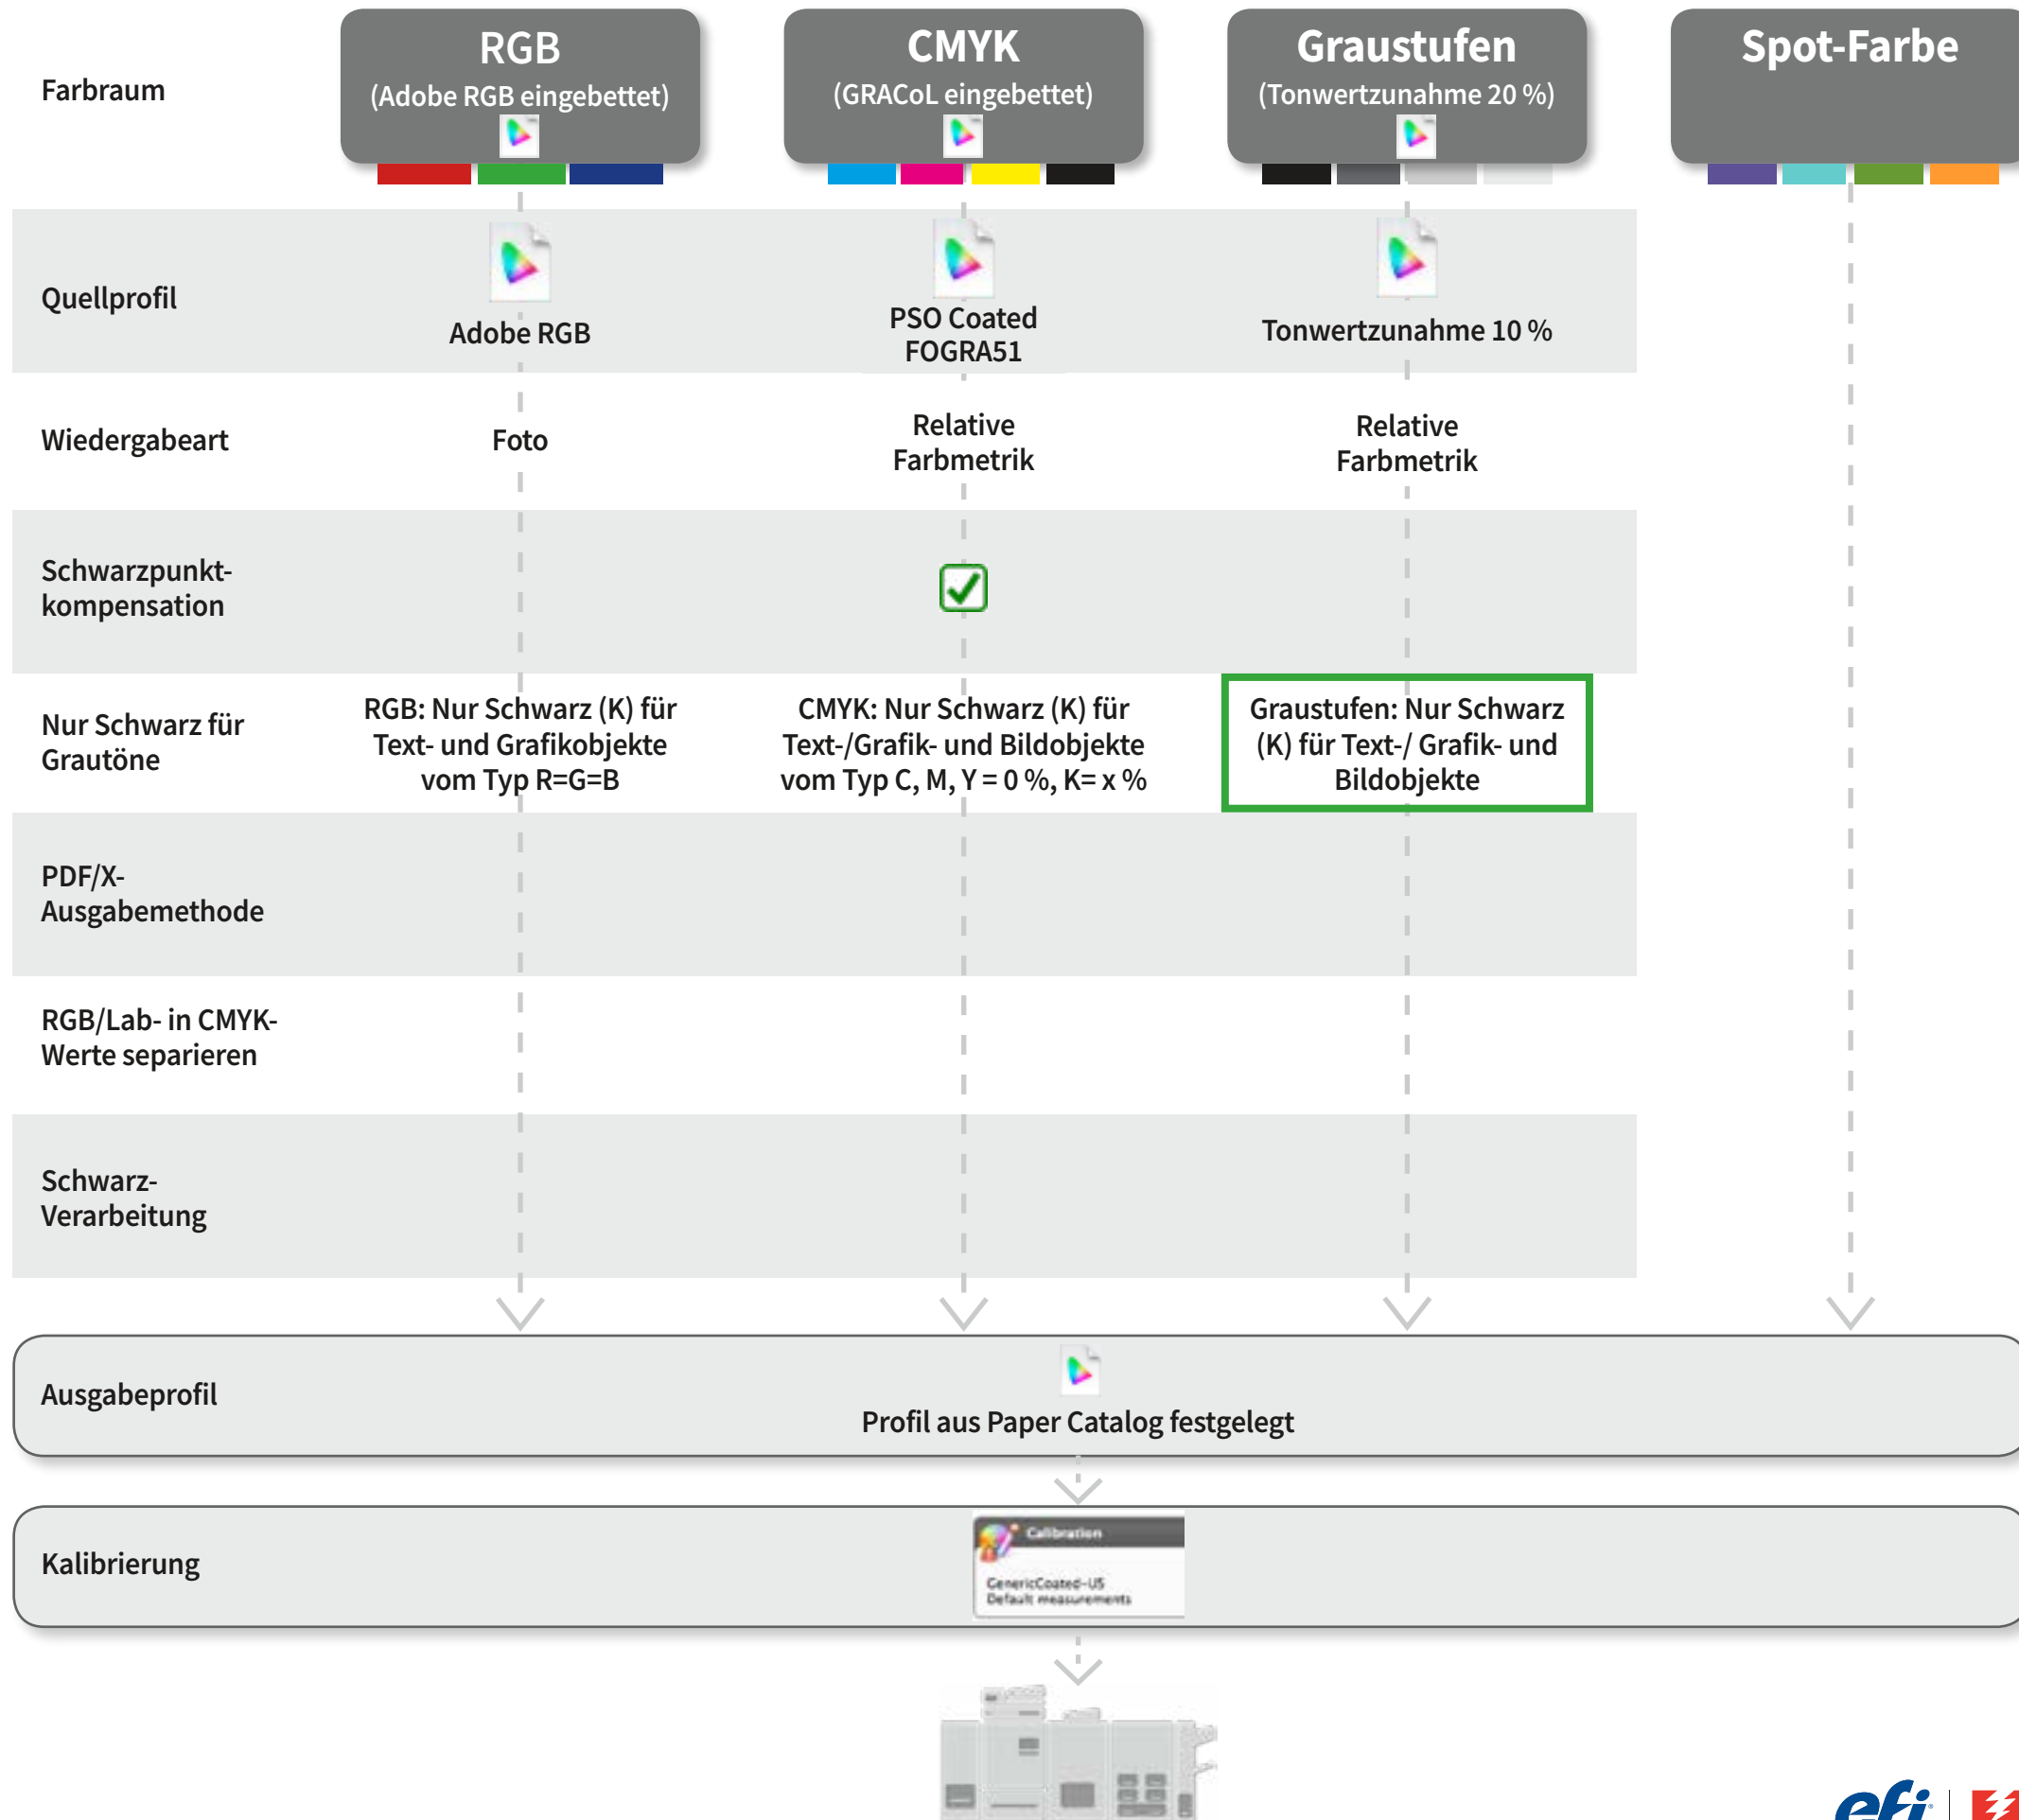 Farbraum
RGB
(Adobe RGB eingebettet)
CMYK
(GRACoL eingebettet)
Graustufen
(Tonwertzunahme 20 %)
Spot-Farbe
Quellprofil
Adobe RGB
PSO Coated
FOGRA51
Tonwertzunahme 10 %
Wiedergabeart
Foto
Relative
Farbmetrik
Relative
Farbmetrik
Schwarzpunkt-
kompensation
Nur Schwarz für
Grautöne
RGB: Nur Schwarz (K) für
Text- und Grafikobjekte
vom Typ R=G=B
CMYK: Nur Schwarz (K) für
Text-/Grafik- und Bildobjekte
vom Typ C, M, Y = 0 %, K= x %
Graustufen: Nur Schwarz
(K) für Text-/ Grafik- und
Bildobjekte
PDF/X-
Ausgabemethode
RGB/Lab- in CMYK-
Werte separieren
Schwarz-
Verarbeitung
Ausgabeprofil
Profil aus Paper Catalog festgelegt
Kalibrierung
Calibration
GenericCoated-US
Default measurements
efi